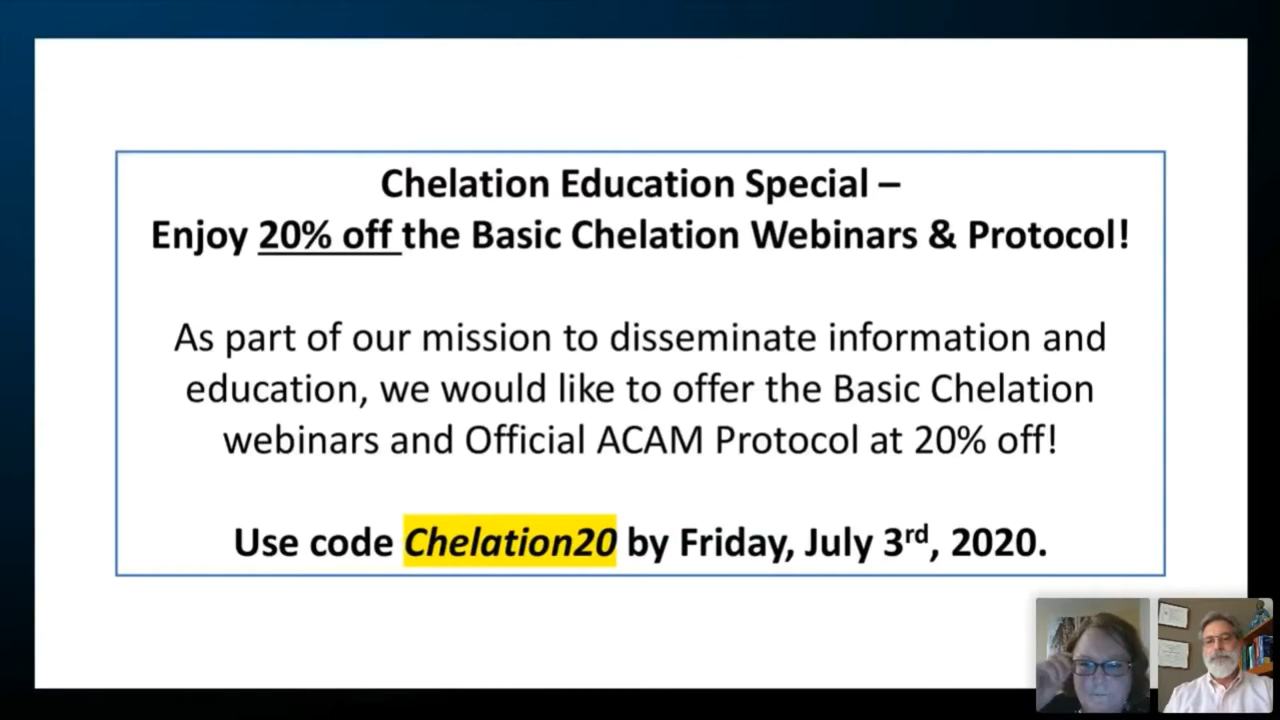 Chelation Education Special –
Enjoy 20% off the Basic Chelation Webinars & Protocol!
As part of our mission to disseminate information and
education, we would like to offer the Basic Chelation
webinars and Official ACAM Protocol at 20% off!
Use code Chelation20 by Friday, July 3rd, 2020.